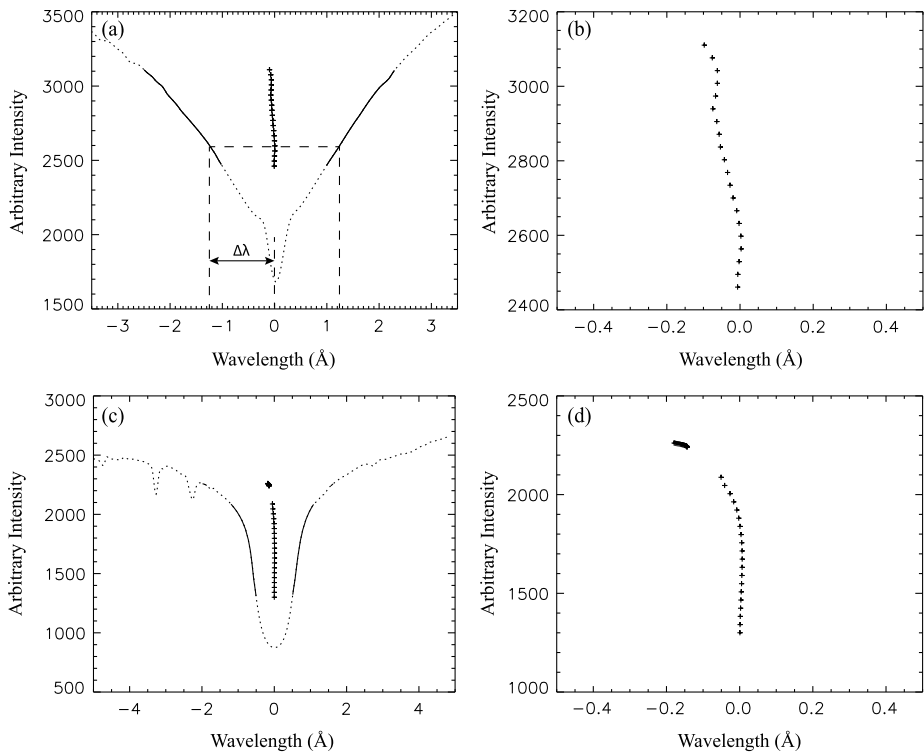 (a)
3500
3000
2500
2000
1500
Arbitrary Intensity
Δλ
−3 −2 −1 0 1 2 3
Wavelength (Å)
(b)
3200
3000
2800
2600
2400
Arbitrary Intensity
−0.4 −0.2 0.0 0.2 0.4
Wavelength (Å)
(c)
3000
2500
2000
1500
1000
500
Arbitrary Intensity
−4 −2 0 2 4
Wavelength (Å)
(d)
2500
2000
1500
1000
Arbitrary Intensity
−0.4 −0.2 0.0 0.2 0.4
Wavelength (Å)